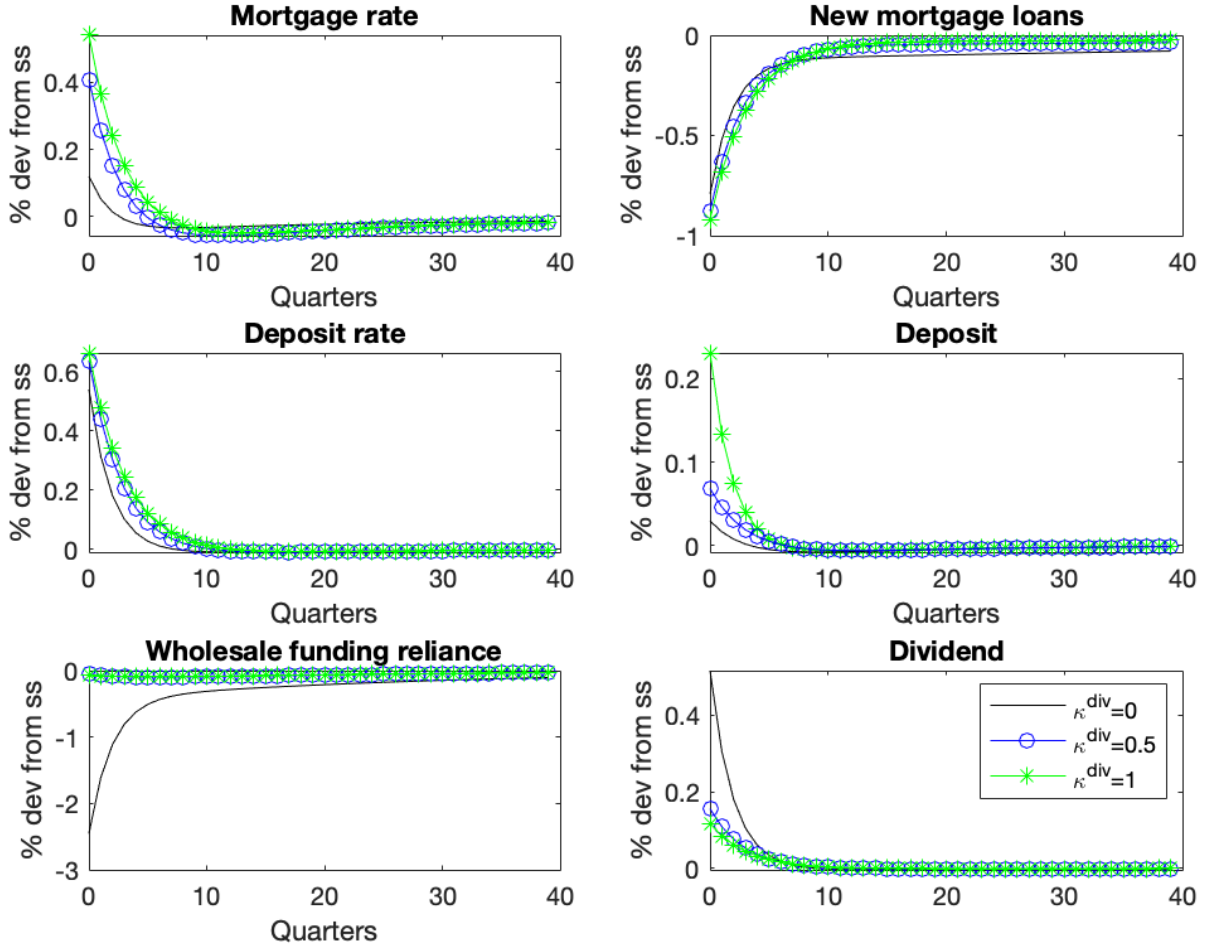 Mortgage rate
% dev from ss
0.4
0.2
0
0 10 20 30 40
Quarters
New mortgage loans
% dev from ss
0
-0.5
-1
0 10 20 30 40
Quarters
Deposit rate
% dev from ss
0.6
0.4
0.2
0
0 10 20 30 40
Quarters
Deposit
% dev from ss
0.2
0.1
0
0 10 20 30 40
Quarters
Wholesale funding reliance
% dev from ss
0
-1
-2
-3
0 10 20 30 40
Quarters
Dividend
% dev from ss
0.4
0.2
0
0 10 20 30 40
κ^div=0
κ^div=0.5
κ^div=1